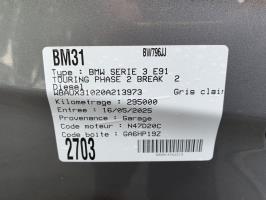 BM31 BW796JJ
Type : BMW SERIE 3 E91
TOURING PHASE 2 BREAK 2
Diesel
WBAUX31020A213973 Gris clair
Kilometrage : 295000
Entree : 16/05/2025
Provenance : Garage
Code moteur : N47D20C
Code boite : GA6HP19Z
2703